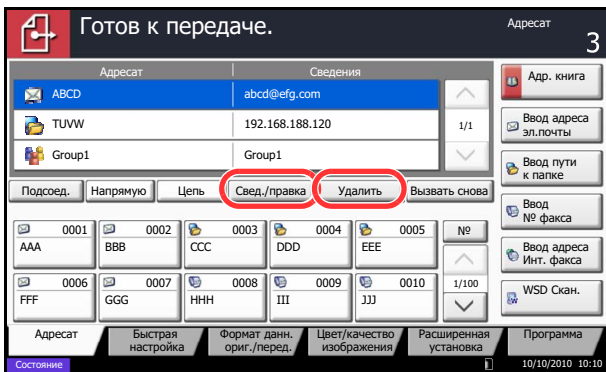 Готов к передаче.
Адресат
3
Адресат Сведения
ABCD abcd@efg.com
TUVW 192.168.188.120
1/1
Group1 Group1
Адр. книга
Ввод адреса
эл.почты
Ввод пути
к папке
Ввод
№ факса
Ввод адреса
Инт. факса
WSD Скан.
Подсоед. Напрямую Цепь Свед./правка Удалить Вызвать снова
0001 0002 0003 0004 0005 №
AAA BBB CCC DDD EEE
0006 0007 0008 0009 0010 1/100
FFF GGG HHH III JJJ
Адресат
Быстрая
настройка
Формат данн.
ориг./перед.
Цвет/качество
изображения
Расширенная
установка
Программа
Состояние 10/10/2010 10:10